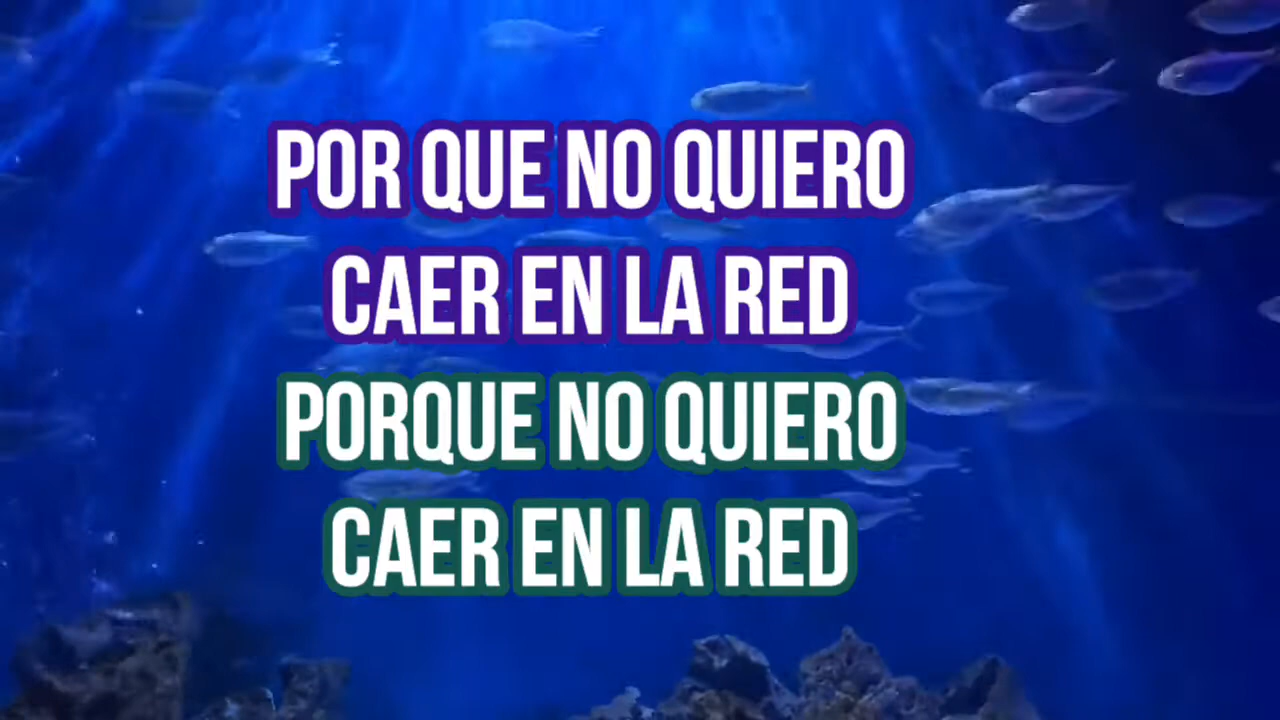 POR QUE NO QUIERO
CAER EN LA RED
PORQUE NO QUIERO
CAER EN LA RED